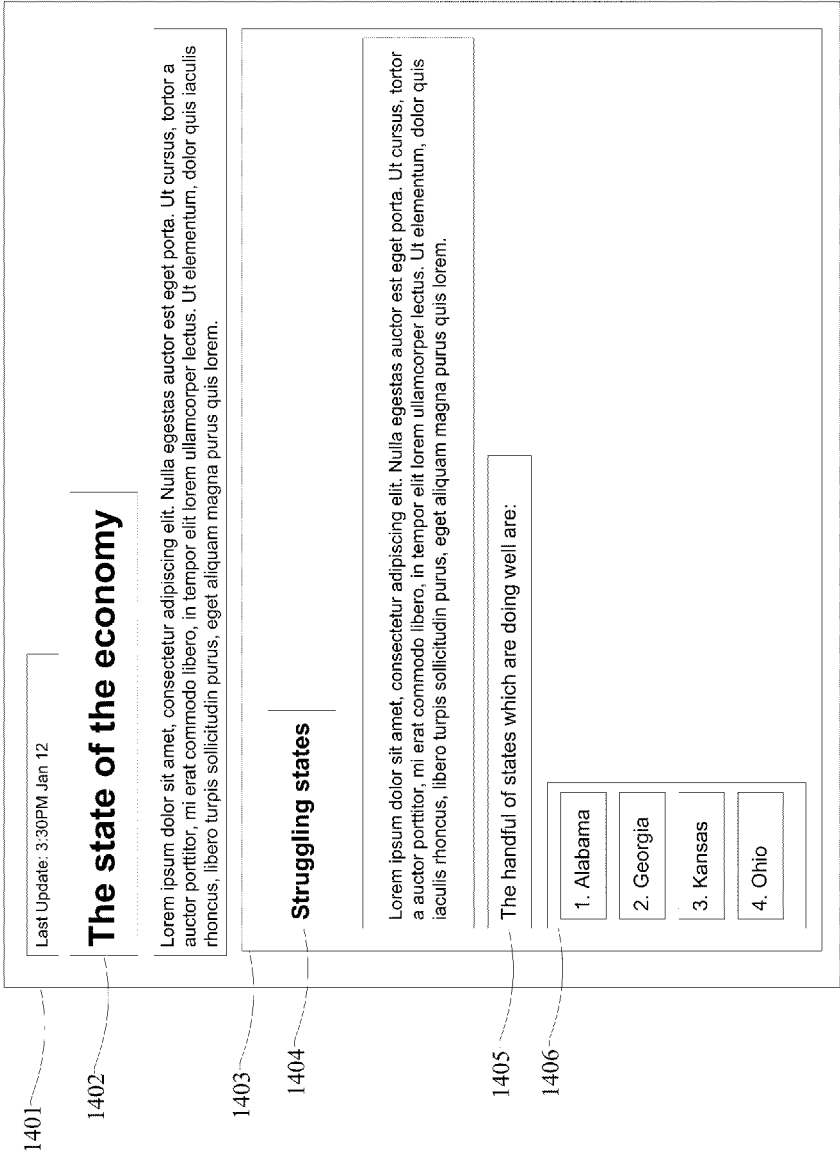 1401
Last Update: 3:30PM Jan 12
1402
The state of the economy
Lorem ipsum dolor sit amet, consectetur adipiscing elit. Nulla egestas auctor est eget porta. Ut cursus, tortor a
auctor porttitor, mi erat commodo libero, in tempor elit lorem ullamcorper lectus. Ut elementum, dolor quis iaculis
rhoncus, libero turpis sollicitudin purus, eget aliquam magna purus quis lorem.
1403
1404
Struggling states
Lorem ipsum dolor sit amet, consectetur adipiscing elit. Nulla egestas auctor est eget porta. Ut cursus, tortor
a auctor porttitor, mi erat commodo libero, in tempor elit lorem ullamcorper lectus. Ut elementum, dolor quis
iaculis rhoncus, libero turpis sollicitudin purus, eget aliquam magna purus quis lorem.
1405
The handful of states which are doing well are:
1406
1. Alabama
2. Georgia
3. Kansas
4. Ohio